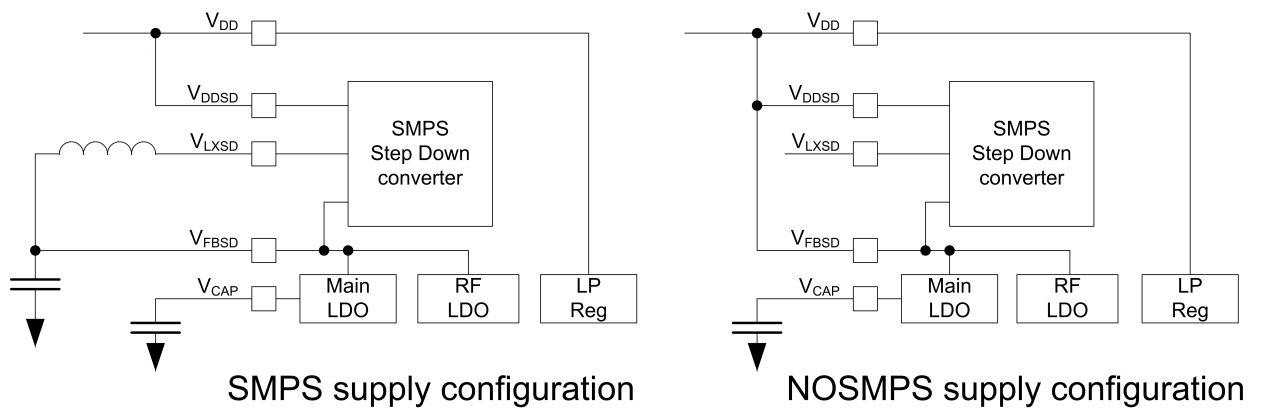 VDD
VDDSD
SMPS
Step Down
converter
VLXSD
VFBSD
VCAP
Main
LDO
RF
LDO
LP
Reg
SMPS supply configuration
VDD
VDDSD
SMPS
Step Down
converter
VLXSD
VFBSD
VCAP
Main
LDO
RF
LDO
LP
Reg
NOSMPS supply configuration